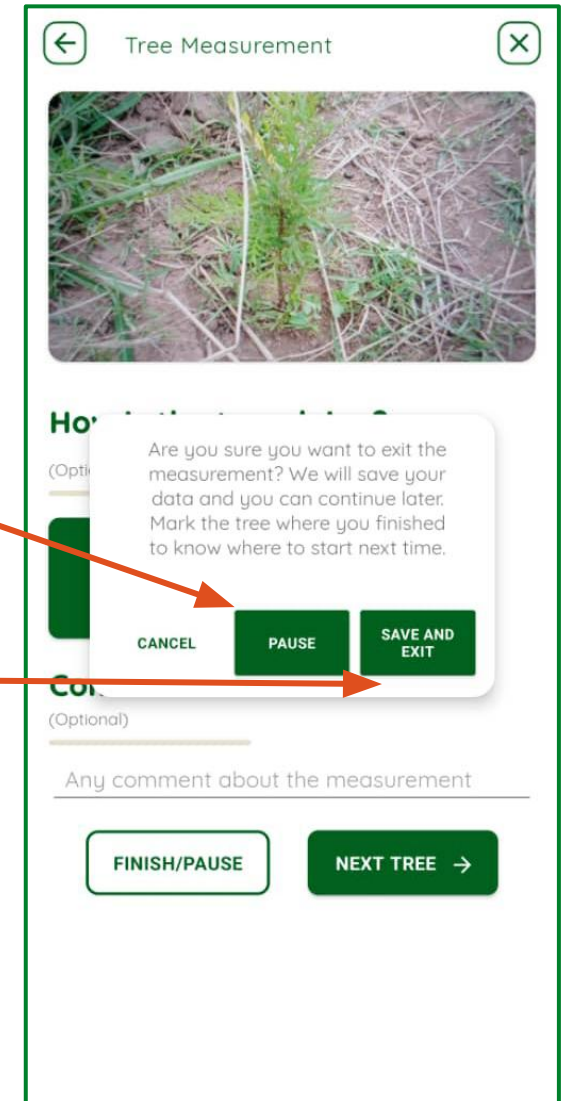 Tree Measurement
(Opti
Are you sure you want to exit the
measurement? We will save your
data and you can continue later.
Mark the tree where you finished
to know where to start next time.
CANCEL
PAUSE
SAVE AND
EXIT
(Optional)
Any comment about the measurement
FINISH/PAUSE
NEXT TREE →